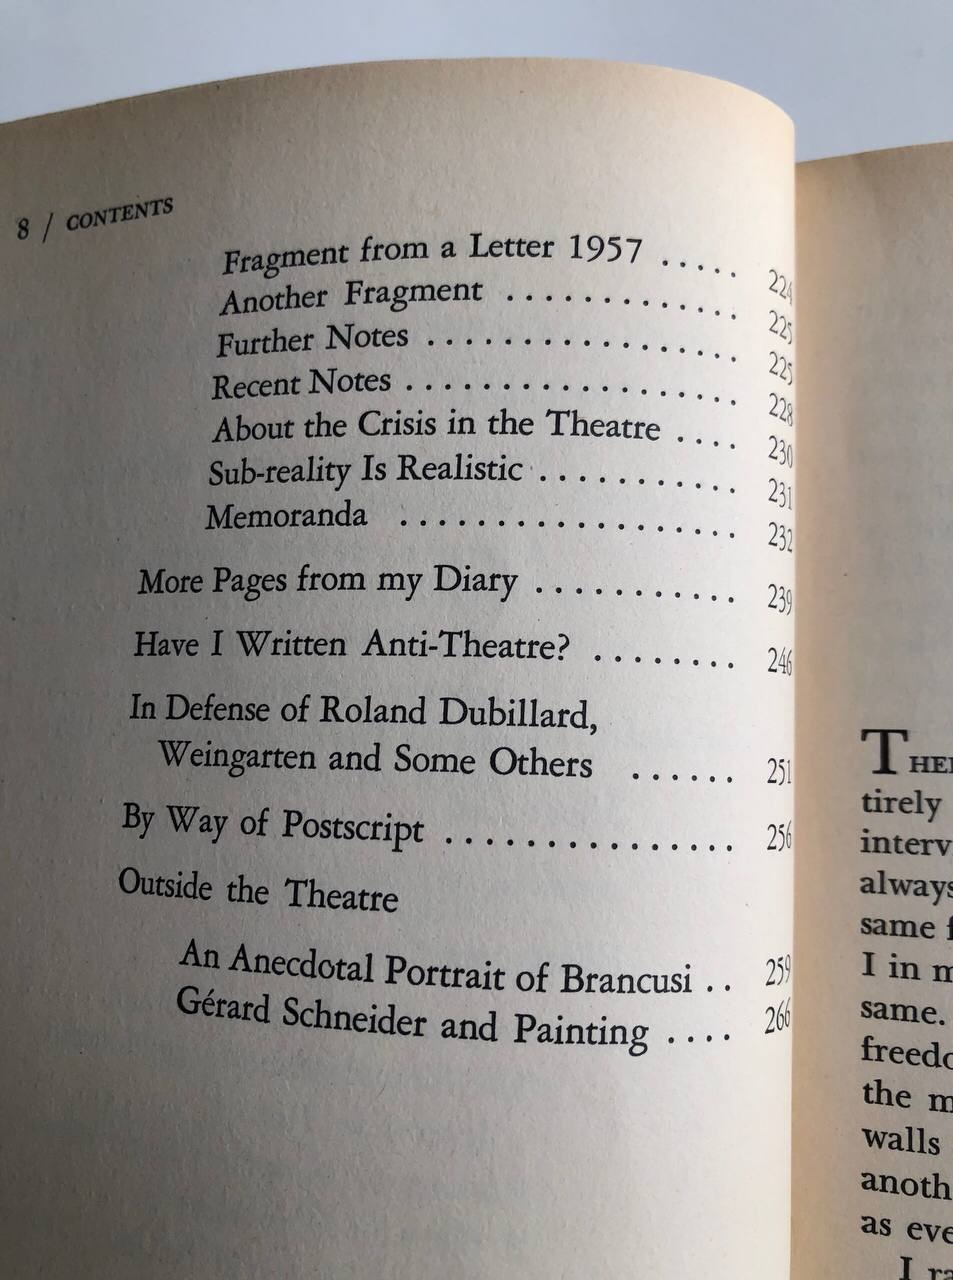 8 / CONTENTS
Fragment from a Letter 1957 ..... 224
Another Fragment ............ 225
Further Notes ................. 225
Recent Notes .................. 228
About the Crisis in the Theatre .... 230
Sub-reality Is Realistic ........... 231
Memoranda .................. 232
More Pages from my Diary ........... 239
Have I Written Anti-Theatre? ........ 246
In Defense of Roland Dubillard,
Weingarten and Some Others ...... 251
By Way of Postscript ............... 256
Outside the Theatre
An Anecdotal Portrait of Brancusi .. 259
Gérard Schneider and Painting .... 266
tirely
always
same
I in
same.
the
walls
as
I